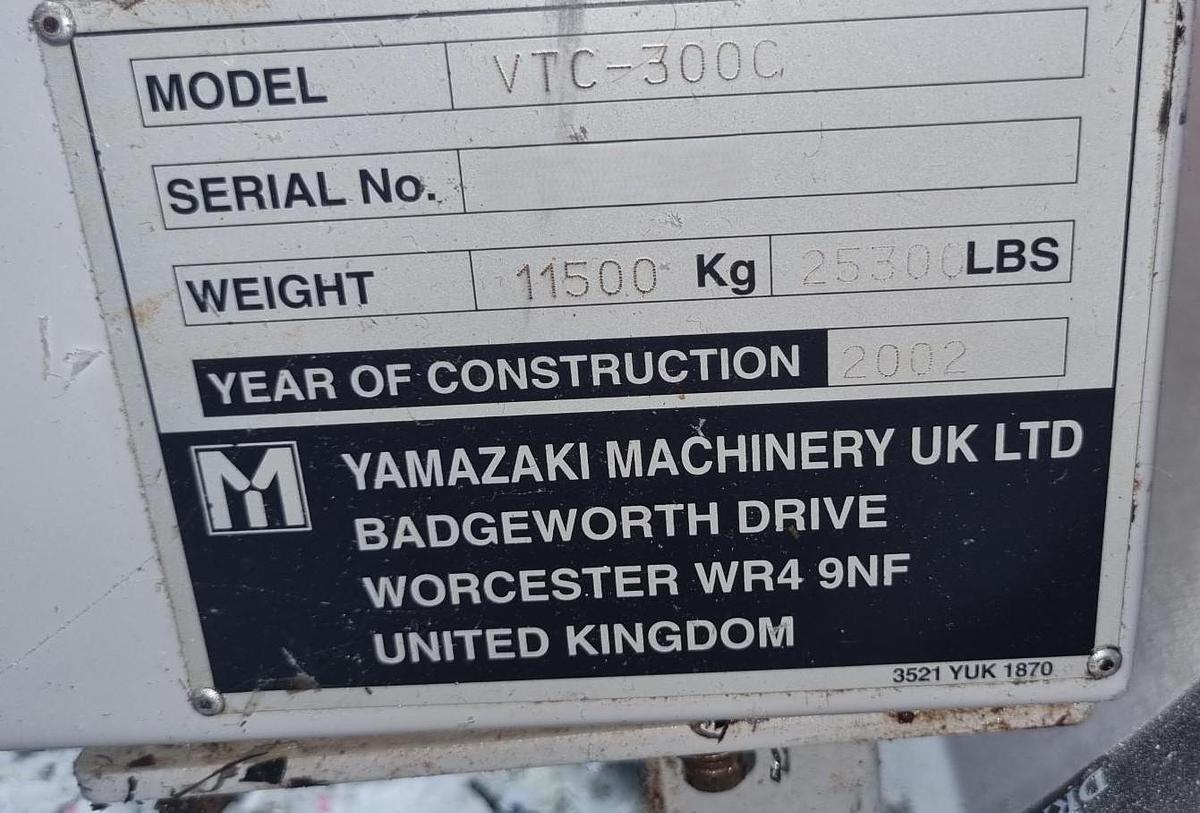 MODEL VTC-300C
SERIAL No.
WEIGHT 11500 Kg 25300 LBS
YEAR OF CONSTRUCTION 2002
YAMAZAKI MACHINERY UK LTD
BADGEWORTH DRIVE
WORCESTER WR4 9NF
UNITED KINGDOM
3521 YUK 1870